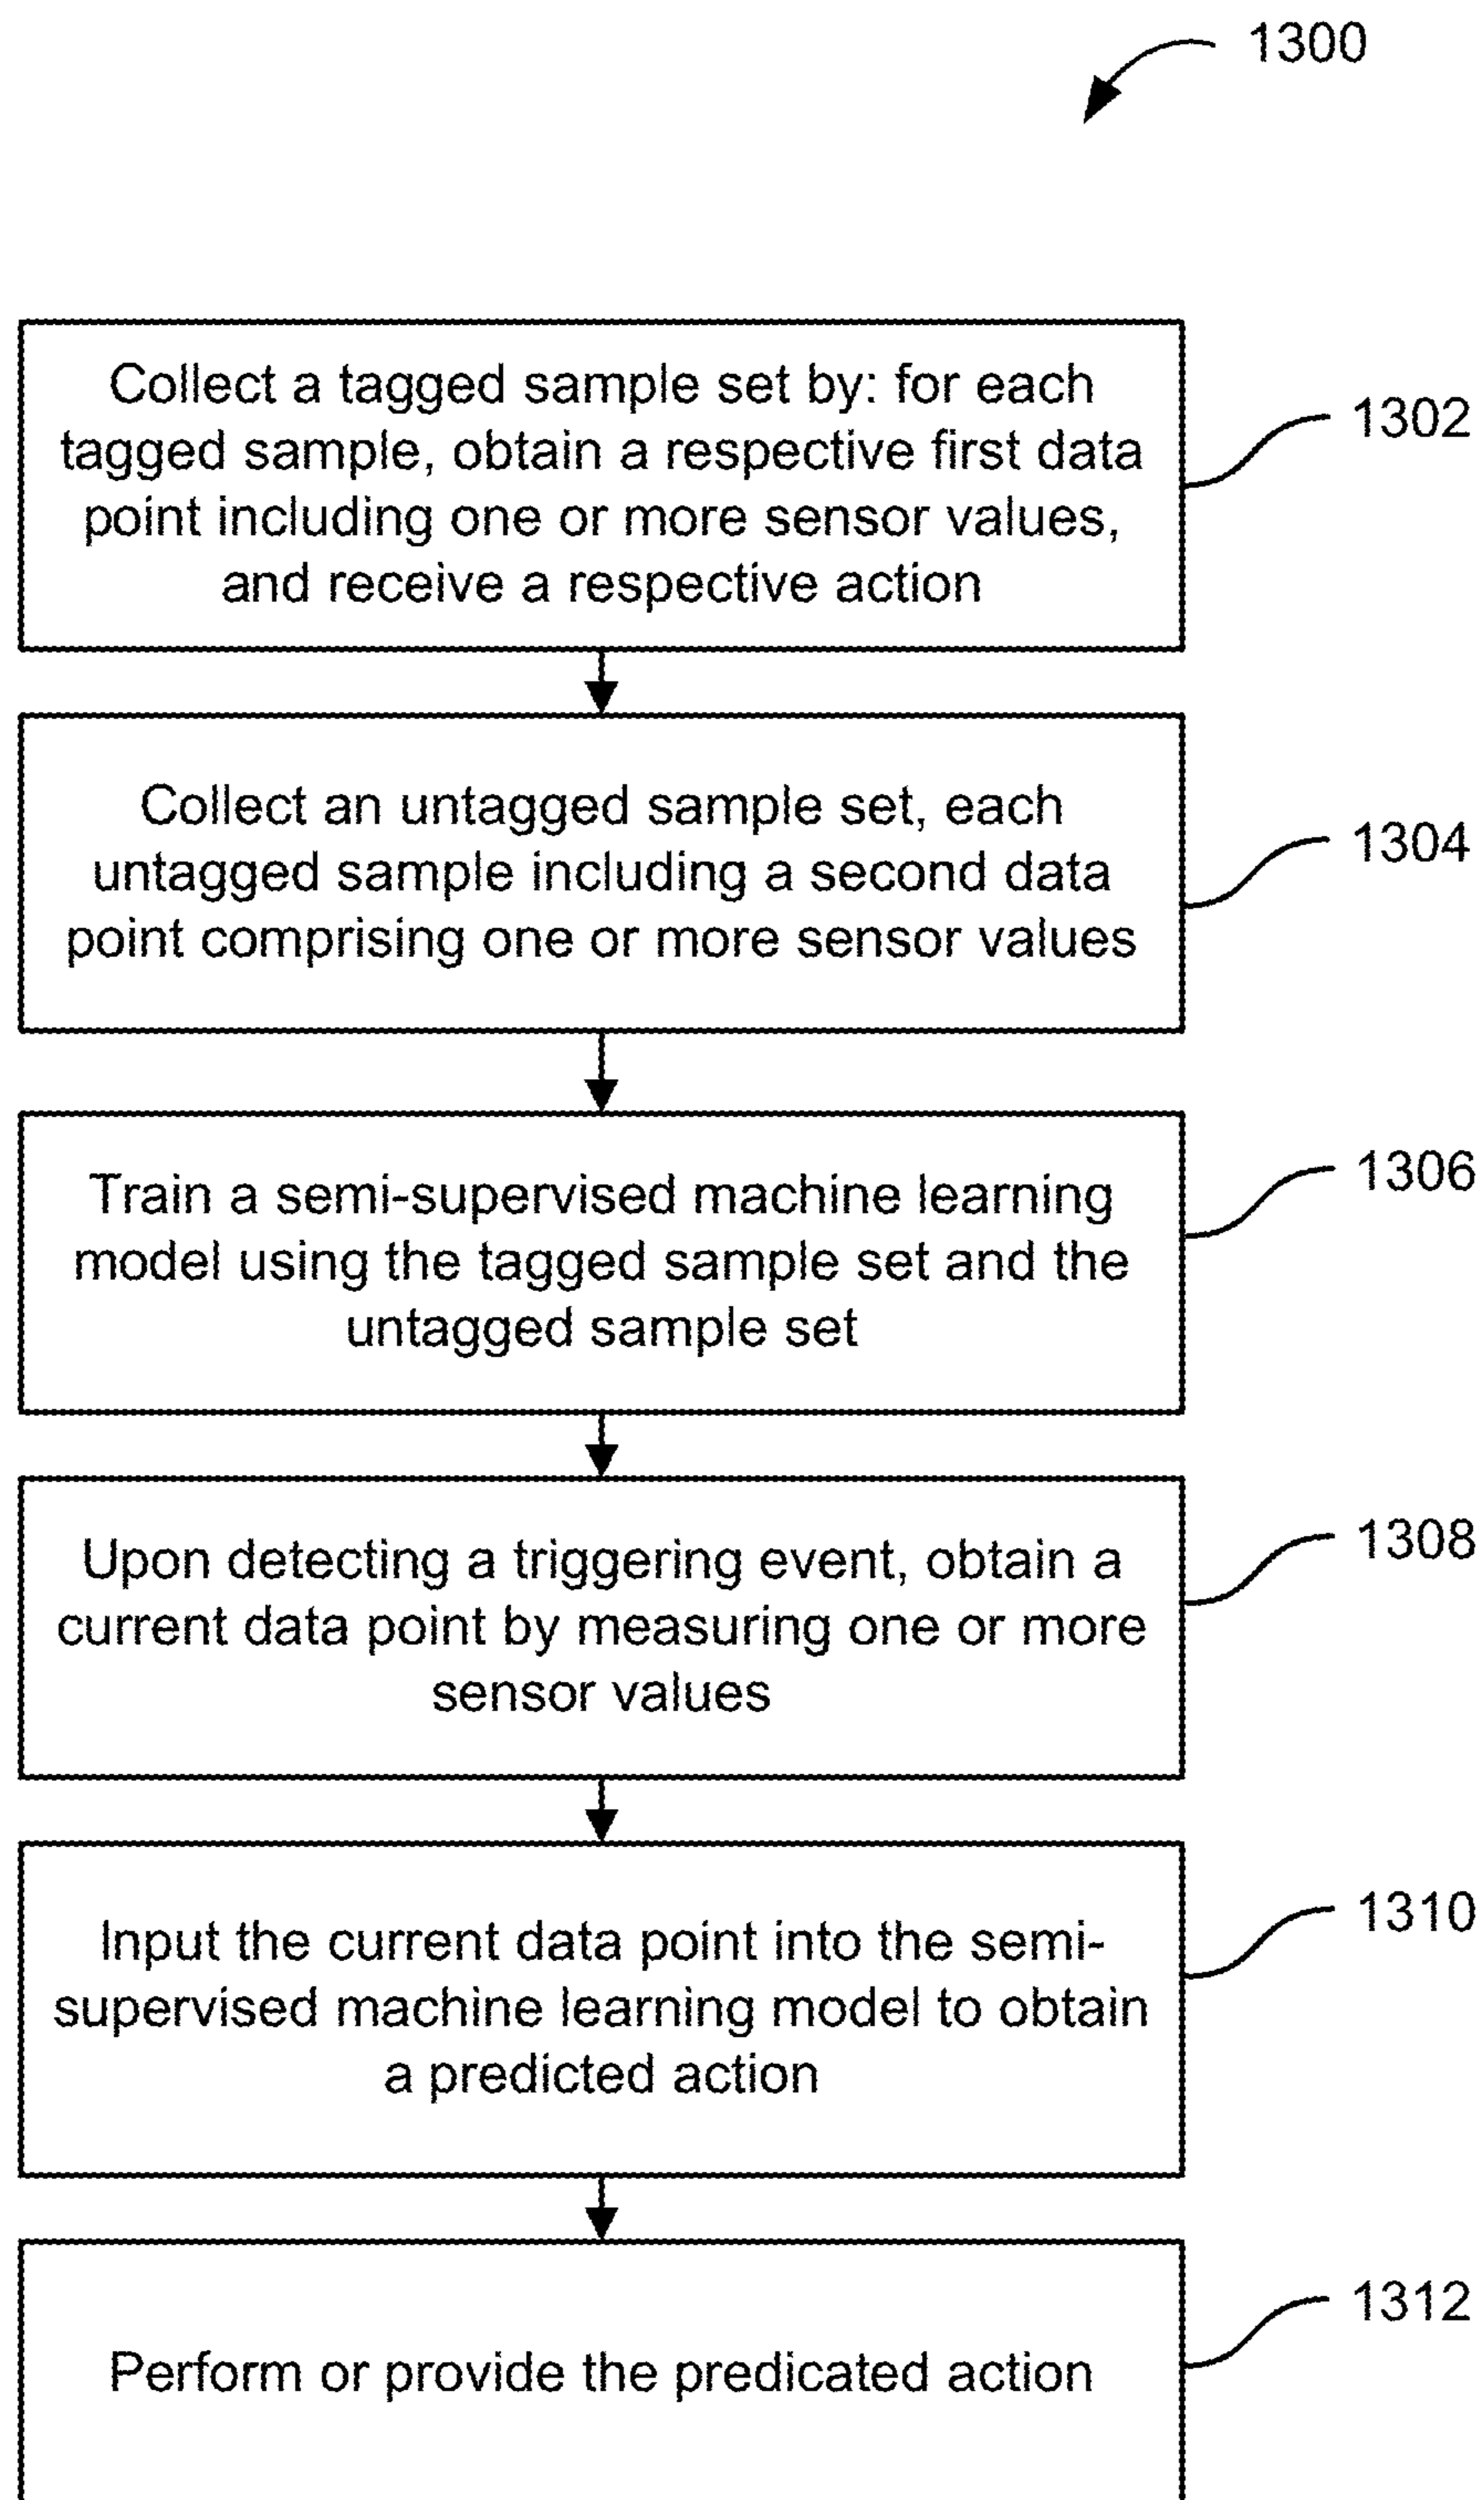 1300
Collect a tagged sample set by: for each
tagged sample, obtain a respective first data
point including one or more sensor values,
and receive a respective action
1302
Collect an untagged sample set, each
untagged sample including a second data
point comprising one or more sensor values
1304
Train a semi-supervised machine learning
model using the tagged sample set and the
untagged sample set
1306
Upon detecting a triggering event, obtain a
current data point by measuring one or more
sensor values
1308
Input the current data point into the semi-
supervised machine learning model to obtain
a predicted action
1310
Perform or provide the predicated action
1312